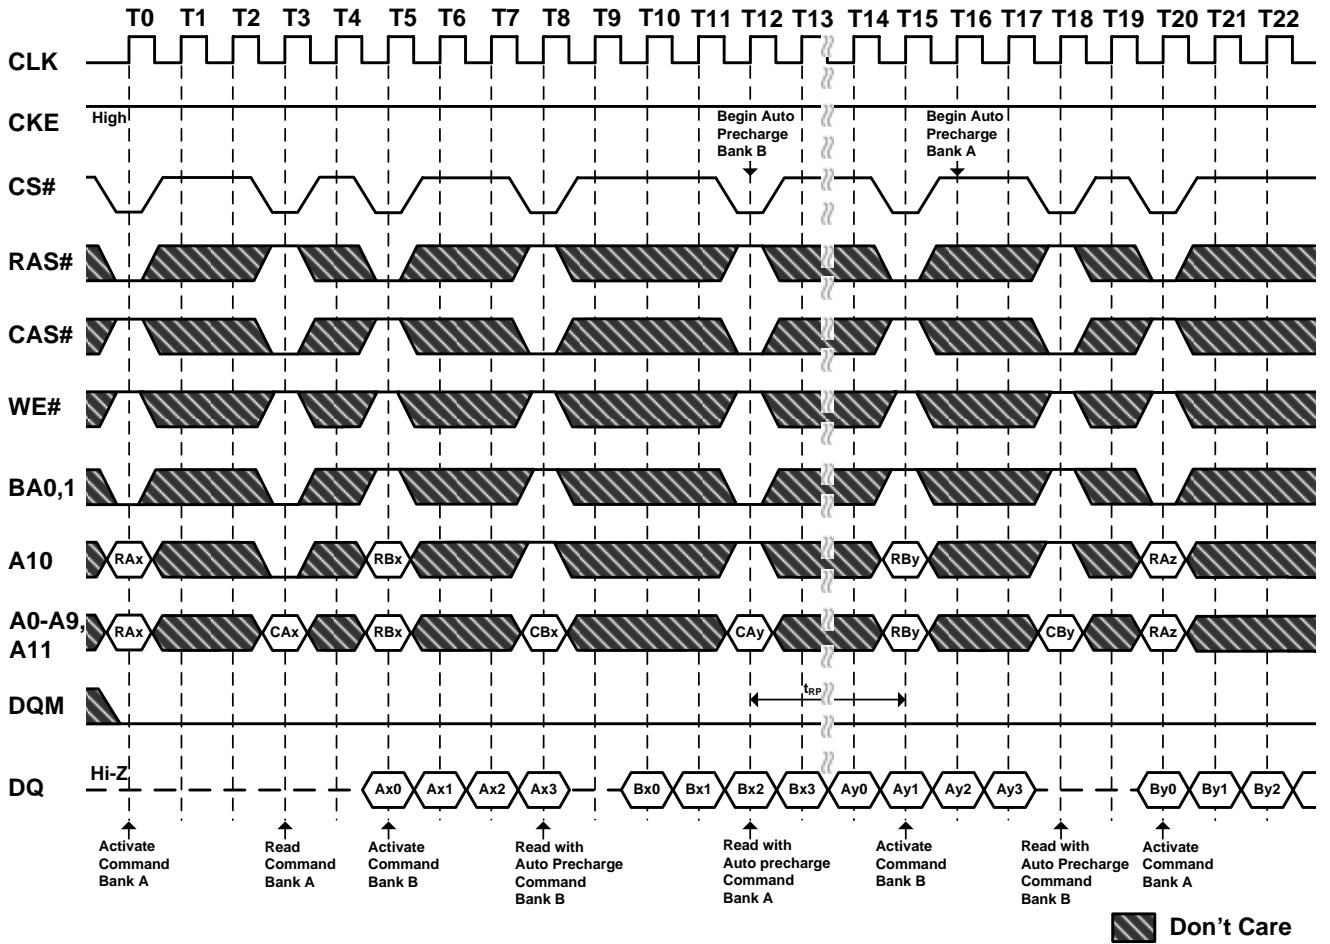 T0 T1 T2 T3 T4 T5 T6 T7 T8 T9 T10 T11 T12 T13 T14 T15 T16 T17 T18 T19 T20 T21 T22
CLK
CKE
High
Begin Auto
Precharge
Bank B
Begin Auto
Precharge
Bank A
CS#
RAS#
CAS#
WE#
BA0,1
A10
RAx RBx RBy RAz
A0-A9,
A11
RAx CAx RBx CBx CAy RBy CBy RAz
DQM
tRP
DQ
Hi-Z
Ax0 Ax1 Ax2 Ax3 Bx0 Bx1 Bx2 Bx3 Ay0 Ay1 Ay2 Ay3 By0 By1 By2
Activate
Command
Bank A
Read
Command
Bank A
Activate
Command
Bank B
Read with
Auto Precharge
Command
Bank B
Read with
Auto precharge
Command
Bank A
Activate
Command
Bank B
Read with
Auto Precharge
Command
Bank B
Activate
Command
Bank A
Don't Care